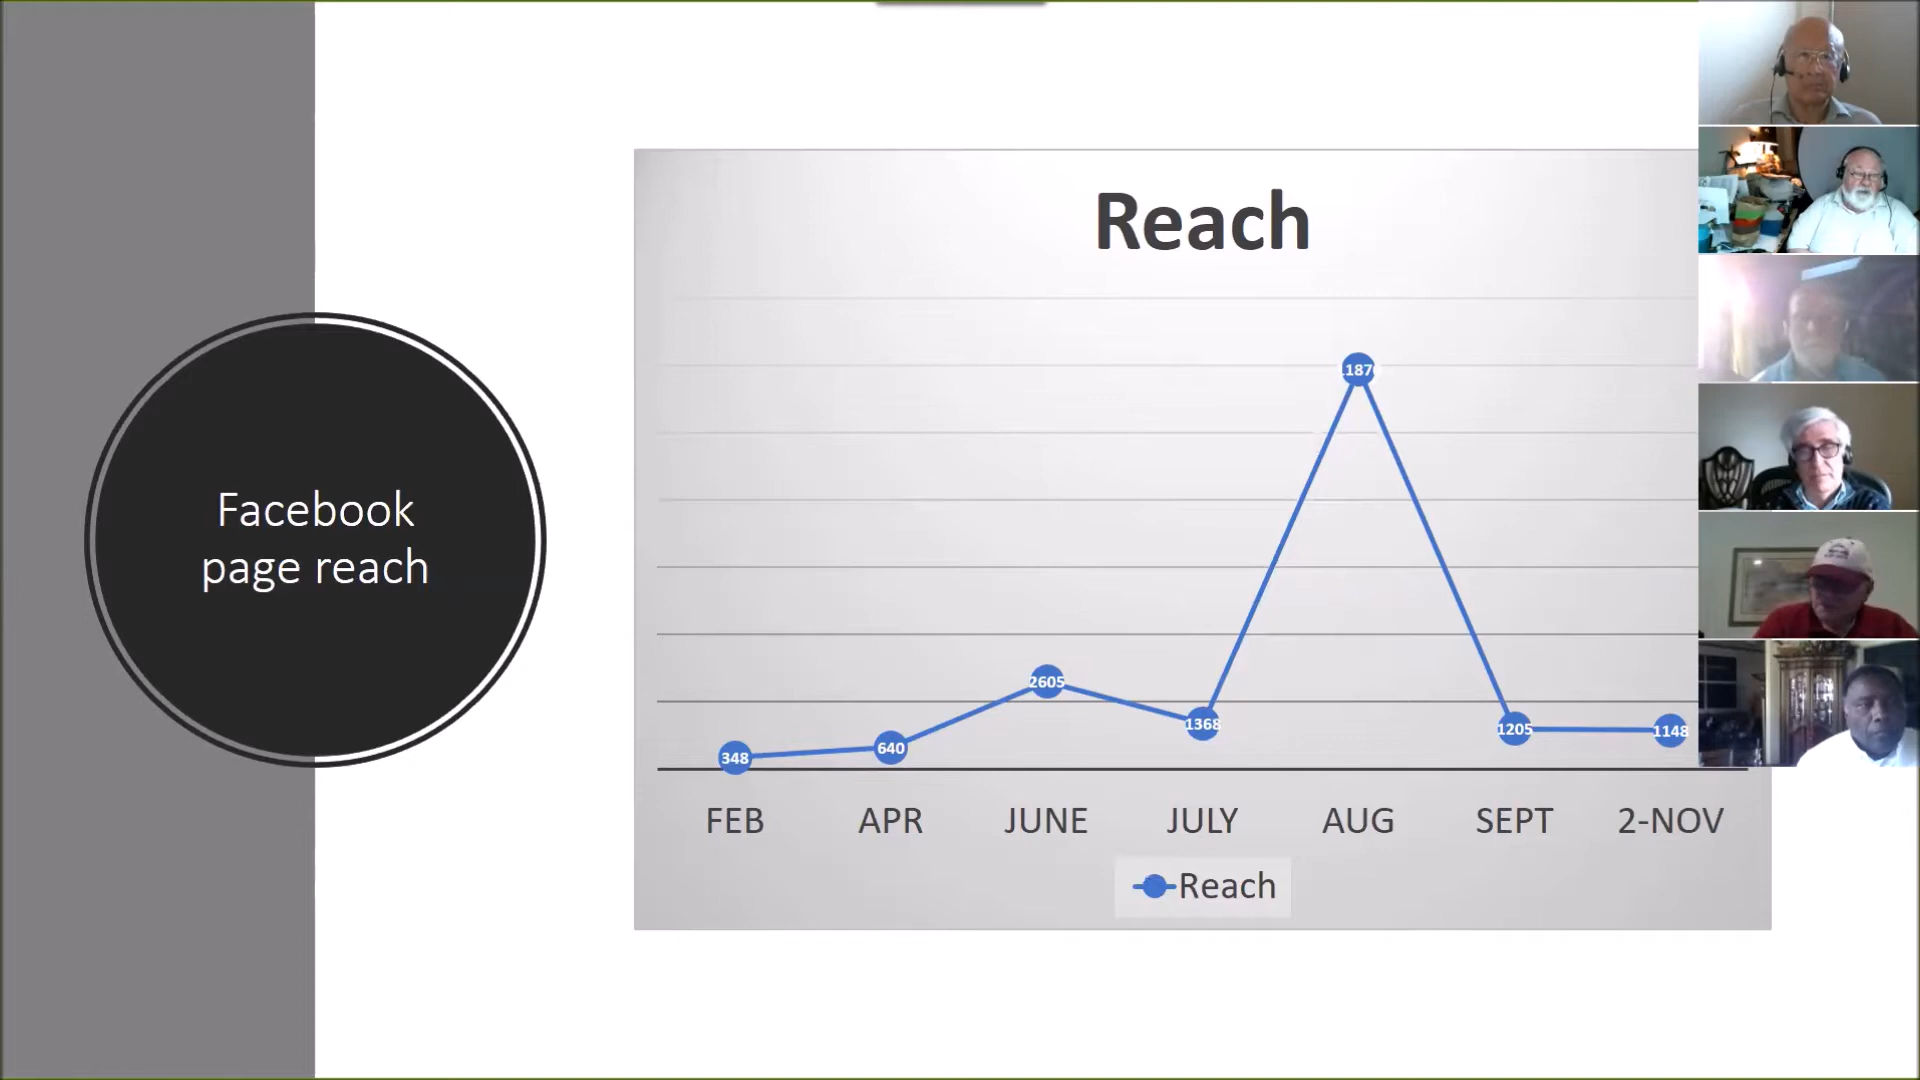 Facebook
page reach
Reach
2605
1368
348
640
1205
1148
FEB APR JUNE JULY AUG SEPT 2-NOV
Reach